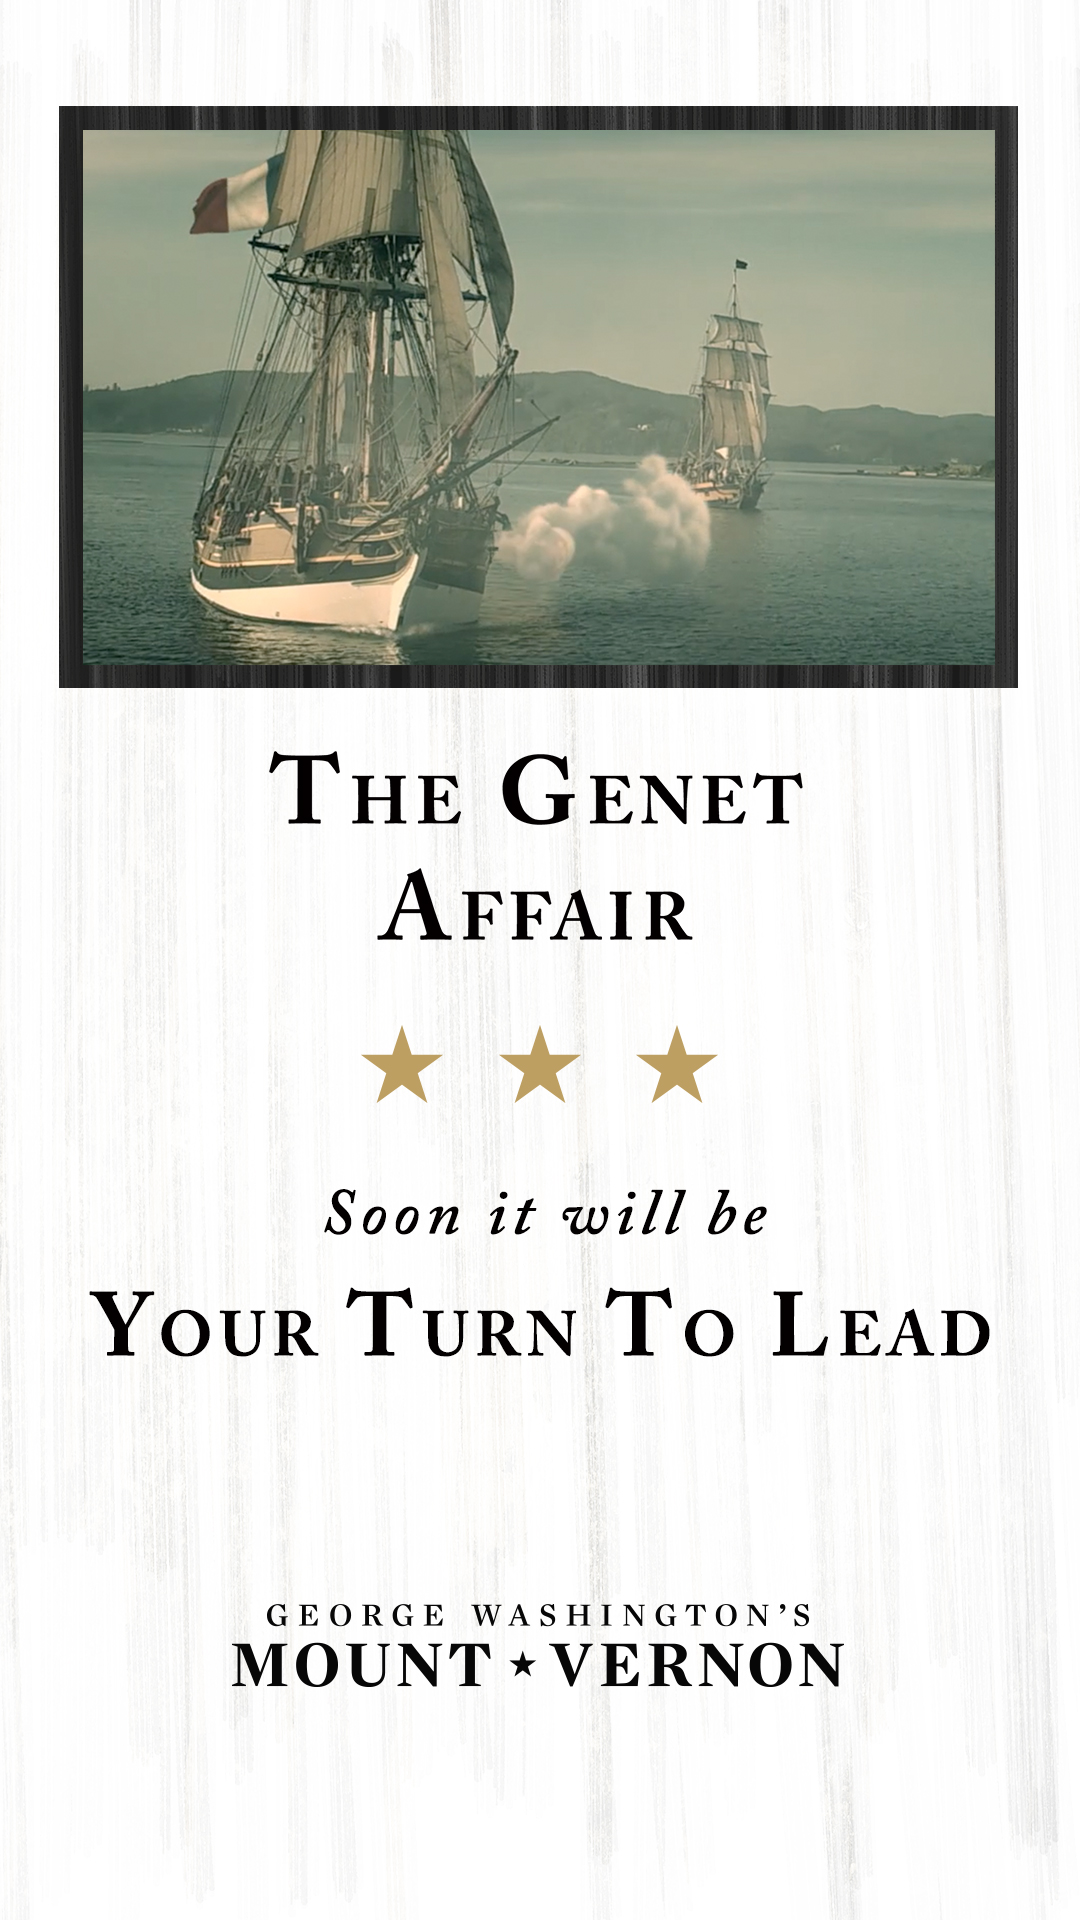 The Genet
Affair
Soon it will be
Your Turn To Lead
GEORGE WASHINGTON'S
MOUNT★VERNON